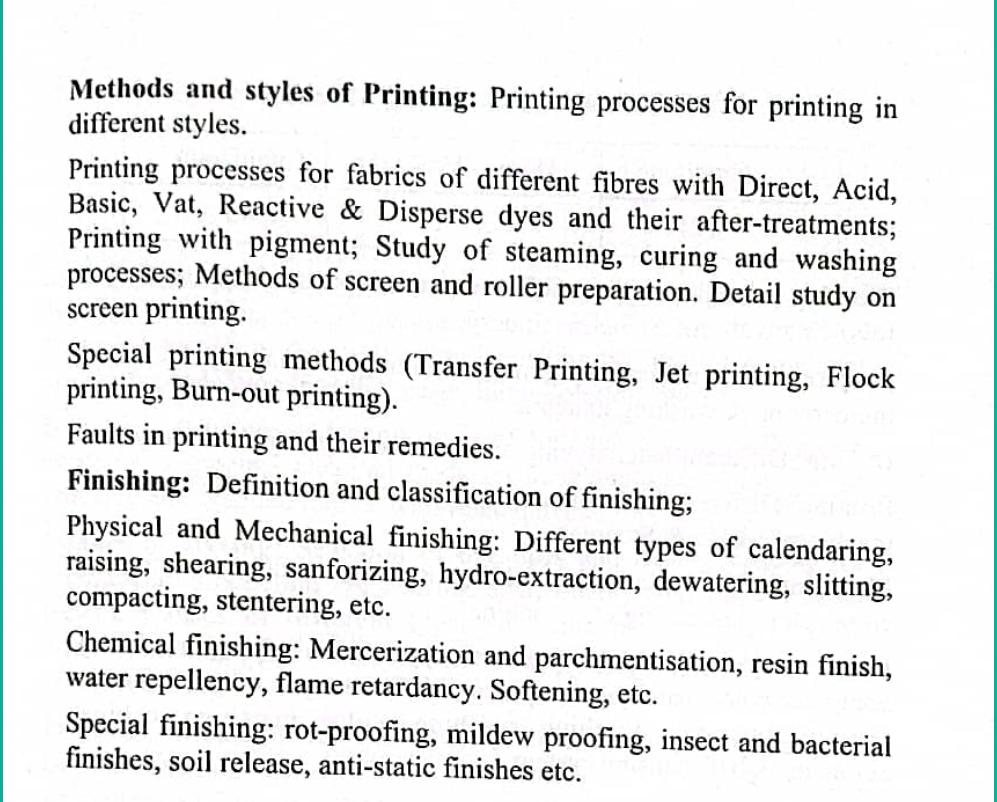 Methods and styles of Printing: Printing processes for printing in
different styles.
Printing processes for fabrics of different fibres with Direct, Acid,
Basic, Vat, Reactive & Disperse dyes and their after-treatments;
Printing with pigment; Study of steaming, curing and washing
processes; Methods of screen and roller preparation. Detail study on
screen printing.
Special printing methods (Transfer Printing, Jet printing, Flock
printing, Burn-out printing).
Faults in printing and their remedies.
Finishing: Definition and classification of finishing;
Physical and Mechanical finishing: Different types of calendaring,
raising, shearing, sanforizing, hydro-extraction, dewatering, slitting,
compacting, stentering, etc.
Chemical finishing: Mercerization and parchmentisation, resin finish,
water repellency, flame retardancy. Softening, etc.
Special finishing: rot-proofing, mildew proofing, insect and bacterial
finishes, soil release, anti-static finishes etc.